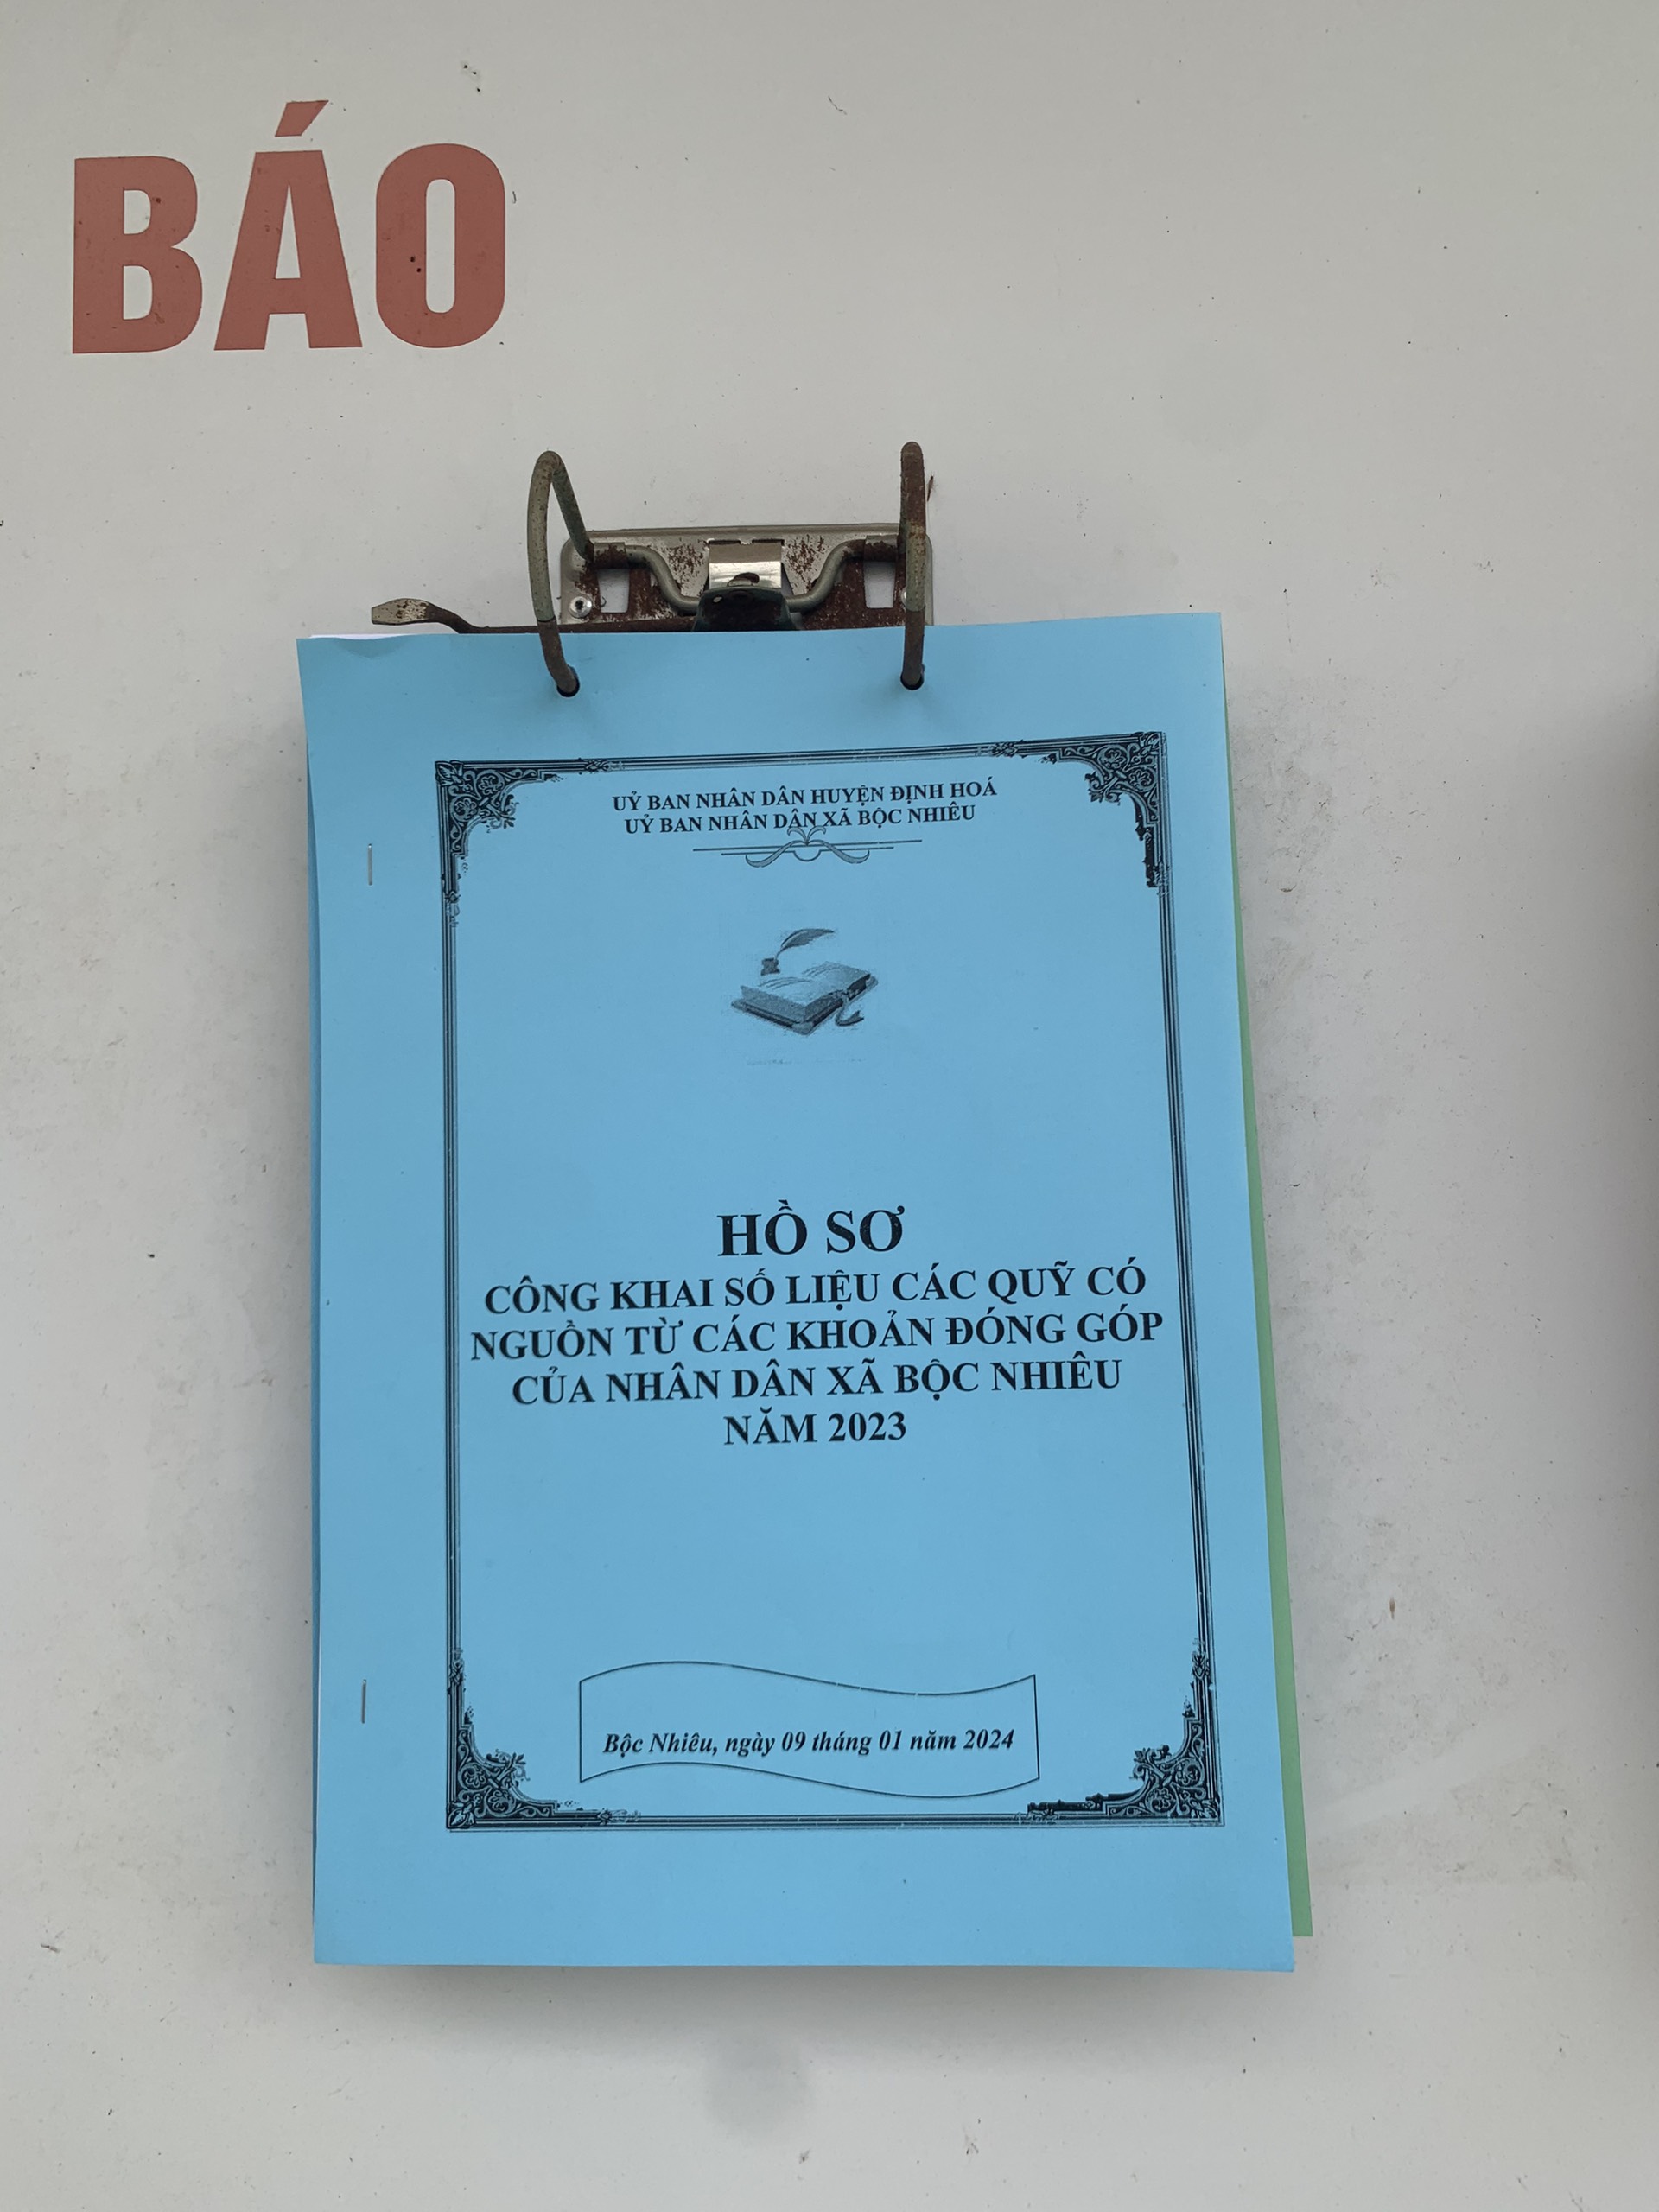 BÁO
UỶ BAN NHÂN DÂN HUYỆN ĐỊNH HOÁ
UỶ BAN NHÂN DÂN XÃ BỘC NHIÊU
HỒ SƠ
CÔNG KHAI SỐ LIỆU CÁC QUỸ CÓ
NGUỒN TỪ CÁC KHOẢN ĐÓNG GÓP
CỦA NHÂN DÂN XÃ BỘC NHIÊU
NĂM 2023
Bộc Nhiêu, ngày 09 tháng 01 năm 2024